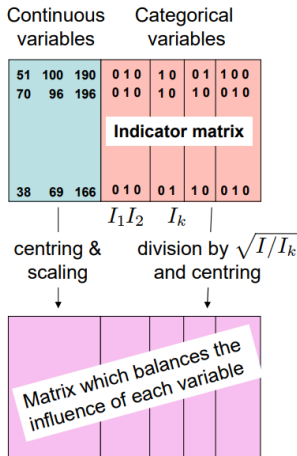 Continuous Categorical
variables variables
51 100 190 0 1 0 1 0 0 1 1 0 0
70 96 196 0 1 0 1 0 1 0 0 1 0
Indicator matrix
38 69 166 0 1 0 0 1 1 0 0 1 0
I₁I₂ Iₖ
centring & division by √I/Iₖ
scaling and centring
Matrix which balances the
influence of each variable